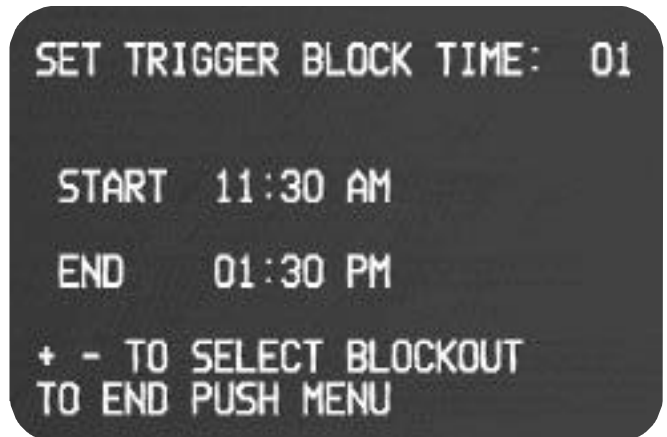 SET TRIGGER BLOCK TIME: 01
START 11:30 AM
END 01:30 PM
+ - TO SELECT BLOCKOUT
TO END PUSH MENU